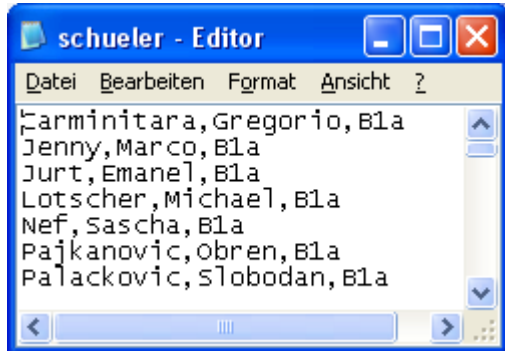 schueler - Editor
Datei Bearbeiten Format Ansicht ?
Carminitara,Gregorio,B1a
Jenny,Marco,B1a
Jurt,Emanel,B1a
Lotscher,Michael,B1a
Nef,Sascha,B1a
Pajkanovic,Obren,B1a
Palackovic,Slobodan,B1a